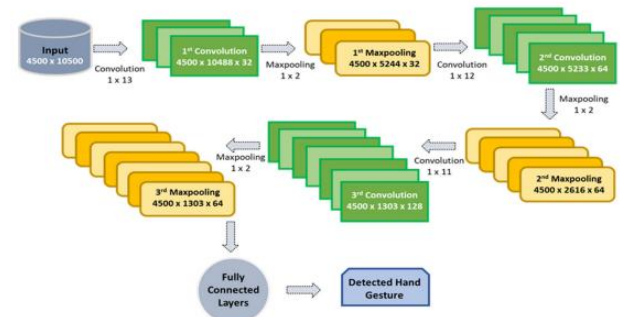 Input
4500 x 10500
Convolution
1 x 13
1st Convolution
4500 x 10488 x 32
Maxpooling
1 x 2
1st Maxpooling
4500 x 5244 x 32
Convolution
1 x 12
2nd Convolution
4500 x 5233 x 64
Maxpooling
1 x 2
2nd Maxpooling
4500 x 2616 x 64
Convolution
1 x 11
3rd Convolution
4500 x 1303 x 128
Maxpooling
1 x 2
3rd Maxpooling
4500 x 1303 x 64
Fully
Connected
Layers
Detected Hand
Gesture